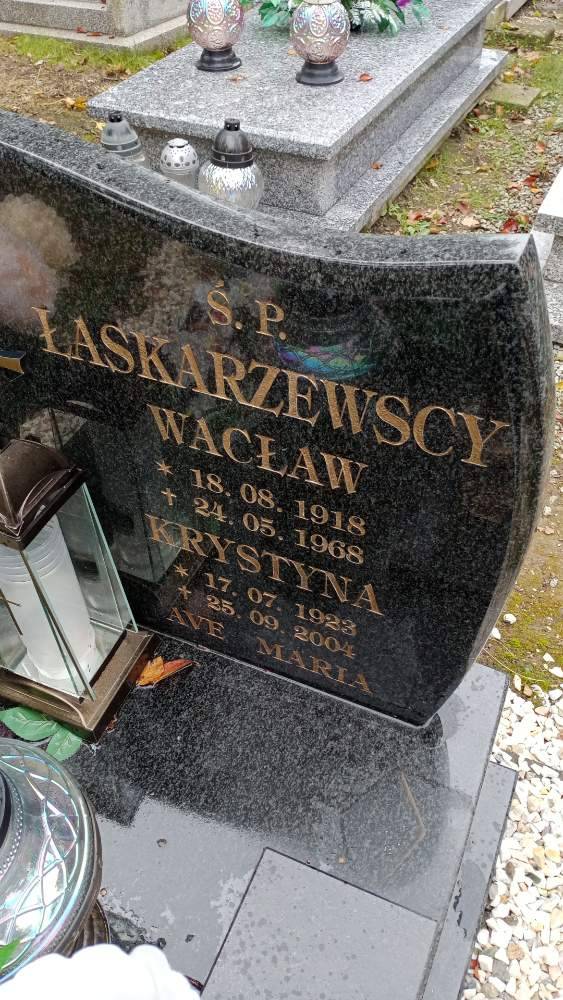 Ś. P.
ŁASKARZEWSCY
WACŁAW
* 18. 08. 1918
+ 24. 05. 1968
KRYSTYNA
* 17. 07. 1923
+ 25. 09. 2004
AVE MARIA